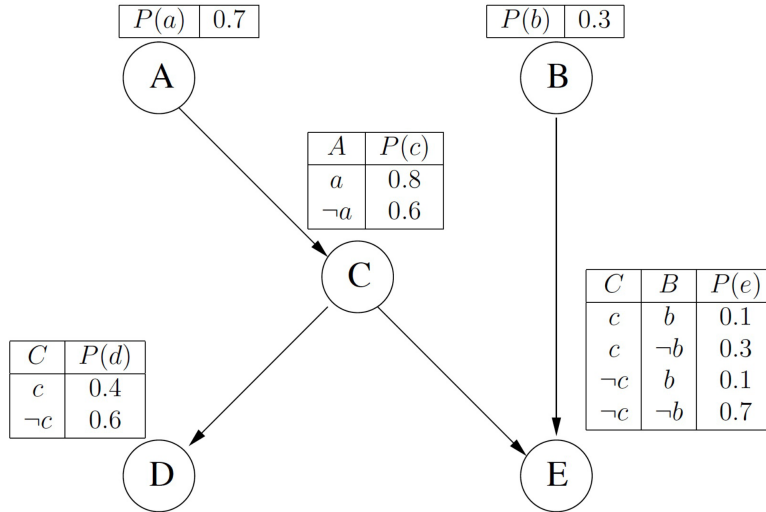 P(a) 0.7
P(b) 0.3
A
B
A P(c)
a 0.8
¬a 0.6
C
C B P(e)
c b 0.1
c ¬b 0.3
¬c b 0.1
¬c ¬b 0.7
C P(d)
c 0.4
¬c 0.6
D
E